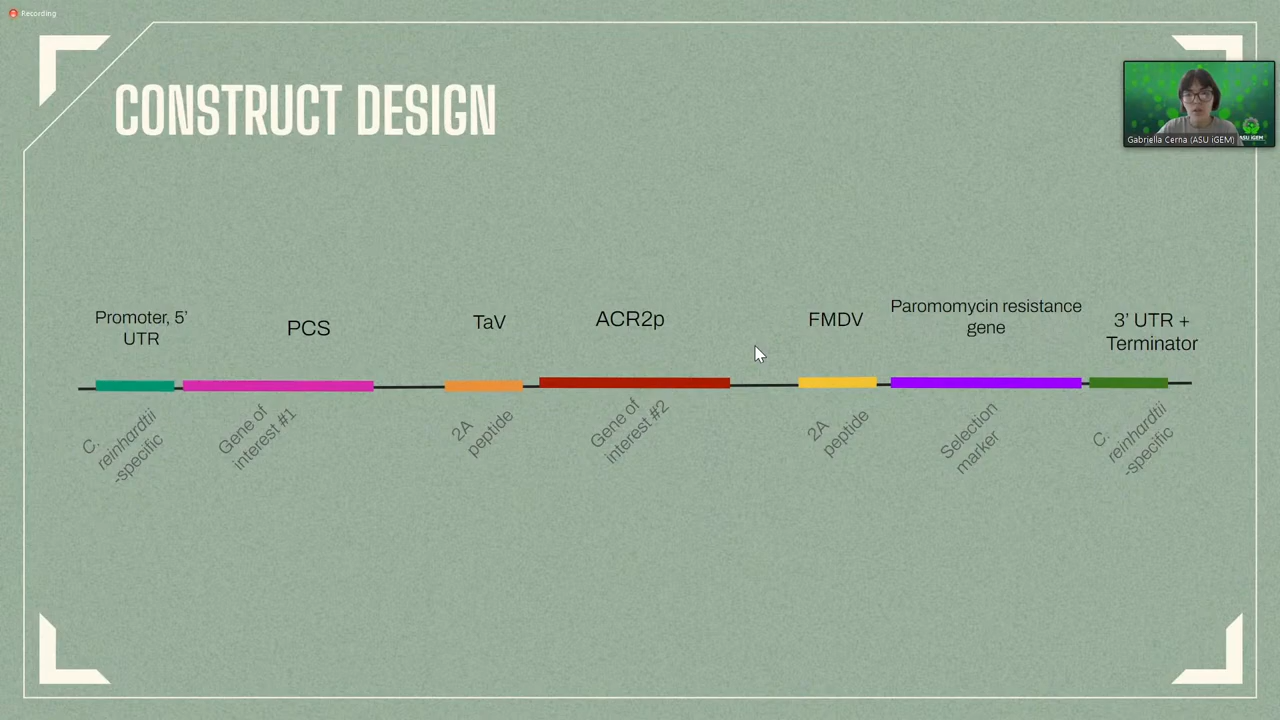 Recording
CONSTRUCT DESIGN
Gabriella Cerna (ASU iGEM)
ASU iGEM
Promoter, 5’
UTR
PCS
TaV
ACR2p
FMDV
Paromomycin resistance
gene
3’ UTR +
Terminator
C.
reinhardtii
-specific
Gene of
interest #1
2A
peptide
Gene of
interest #2
2A
peptide
Selection
marker
C.
reinhardtii
-specific